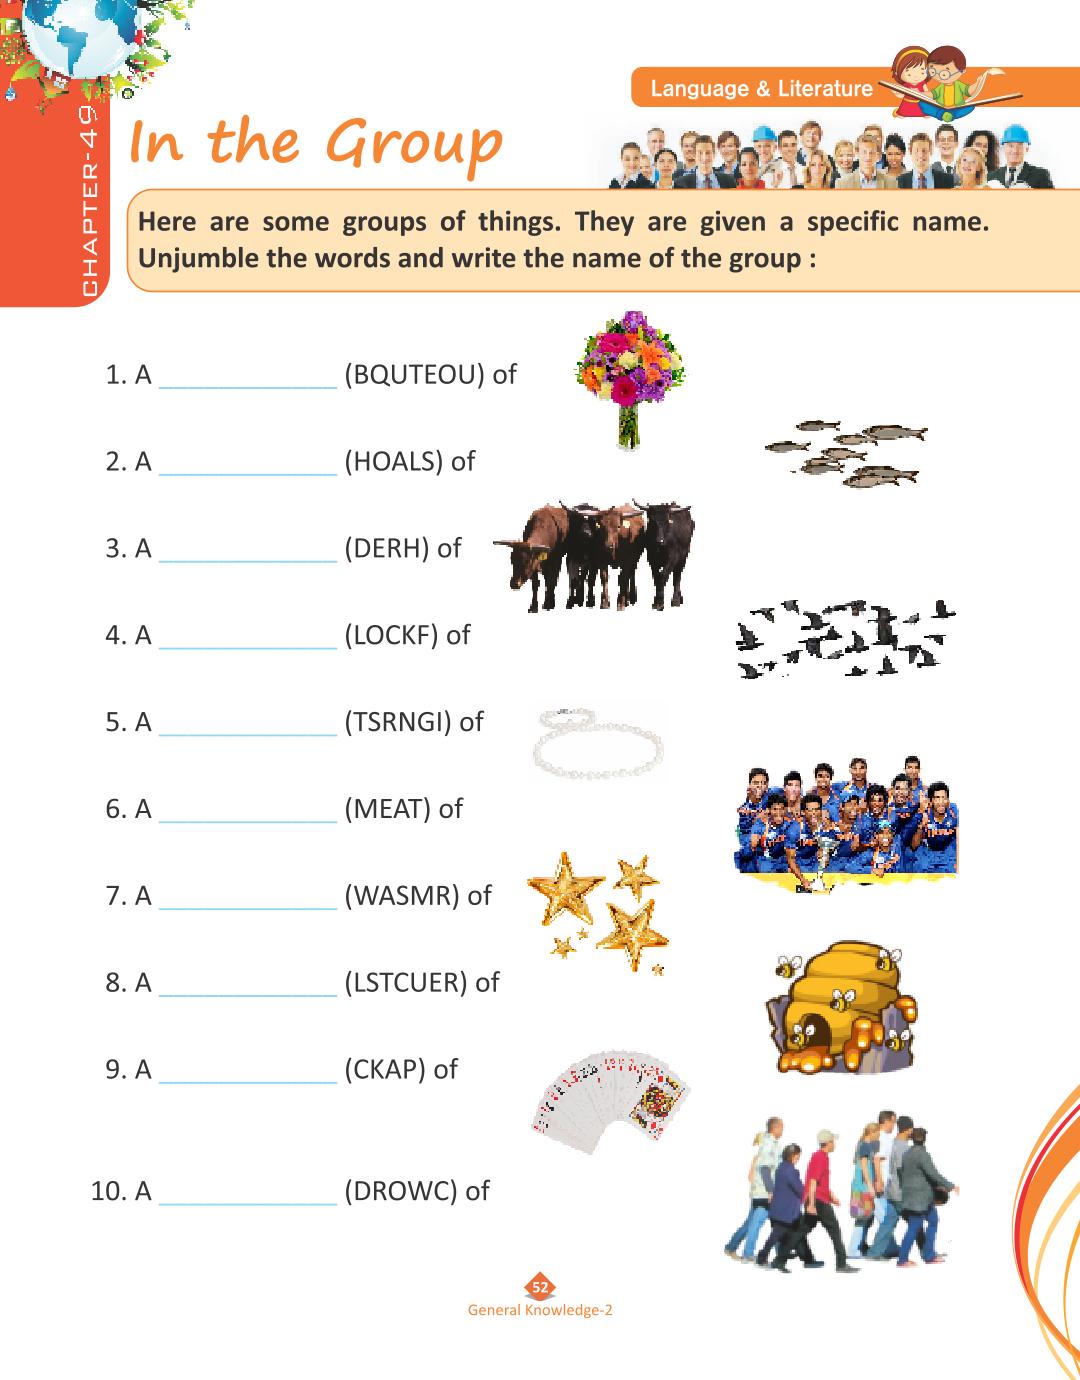 Language & Literature
CHAPTER-49
In the Group
Here are some groups of things. They are given a specific name.
Unjumble the words and write the name of the group :
1. A ____________ (BQUTEOU) of
2. A ____________ (HOALS) of
3. A ____________ (DERH) of
4. A ____________ (LOCKF) of
5. A ____________ (TSRNGI) of
6. A ____________ (MEAT) of
7. A ____________ (WASMR) of
8. A ____________ (LSTCUER) of
9. A ____________ (CKAP) of
10. A ____________ (DROWC) of
52
General Knowledge-2